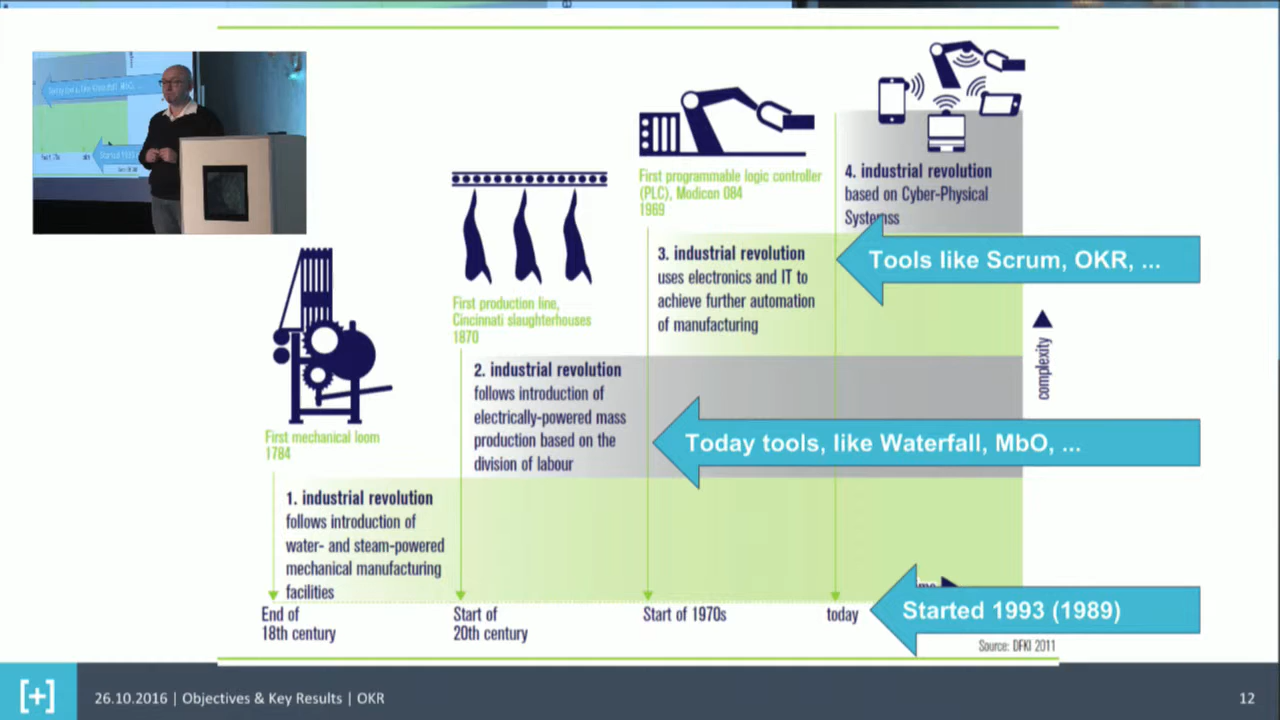 First programmable logic controller
(PLC), Modicon 084
1969
4. industrial revolution
based on Cyber-Physical
Systemss
3. industrial revolution
uses electronics and IT to
achieve further automation
of manufacturing
Tools like Scrum, OKR, ...
First production line,
Cincinnati slaughterhouses
1870
2. industrial revolution
follows introduction of
electrically-powered mass
production based on the
division of labour
complexity
Today tools, like Waterfall, MbO, ...
First mechanical loom
1784
1. industrial revolution
follows introduction of
water- and steam-powered
mechanical manufacturing
facilities
Started 1993 (1989)
End of
18th century
Start of
20th century
Start of 1970s
today
Source: DFKI 2011
[+]
26.10.2016 | Objectives & Key Results | OKR
12